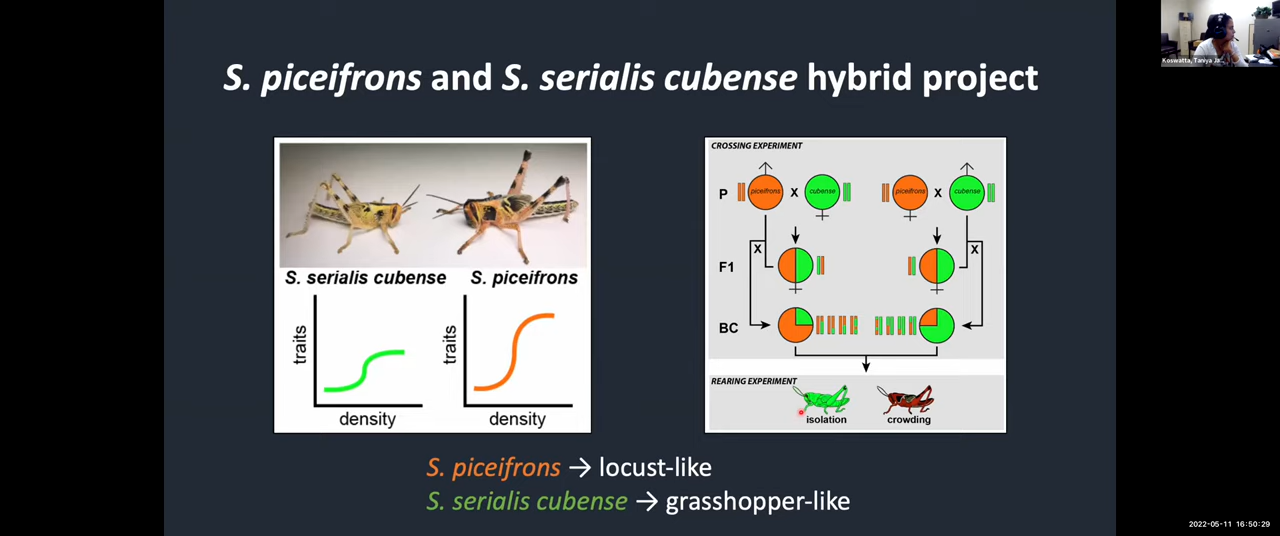 S. piceifrons and S. serialis cubense hybrid project
Koswatta, Taniya Ja...
S. serialis cubense
S. piceifrons
traits
density
traits
density
CROSSING EXPERIMENT
P
piceifrons
X
cubense
piceifrons
X
cubense
X
F1
X
BC
REARING EXPERIMENT
isolation
crowding
S. piceifrons → locust-like
S. serialis cubense → grasshopper-like
2022-05-11 16:50:29